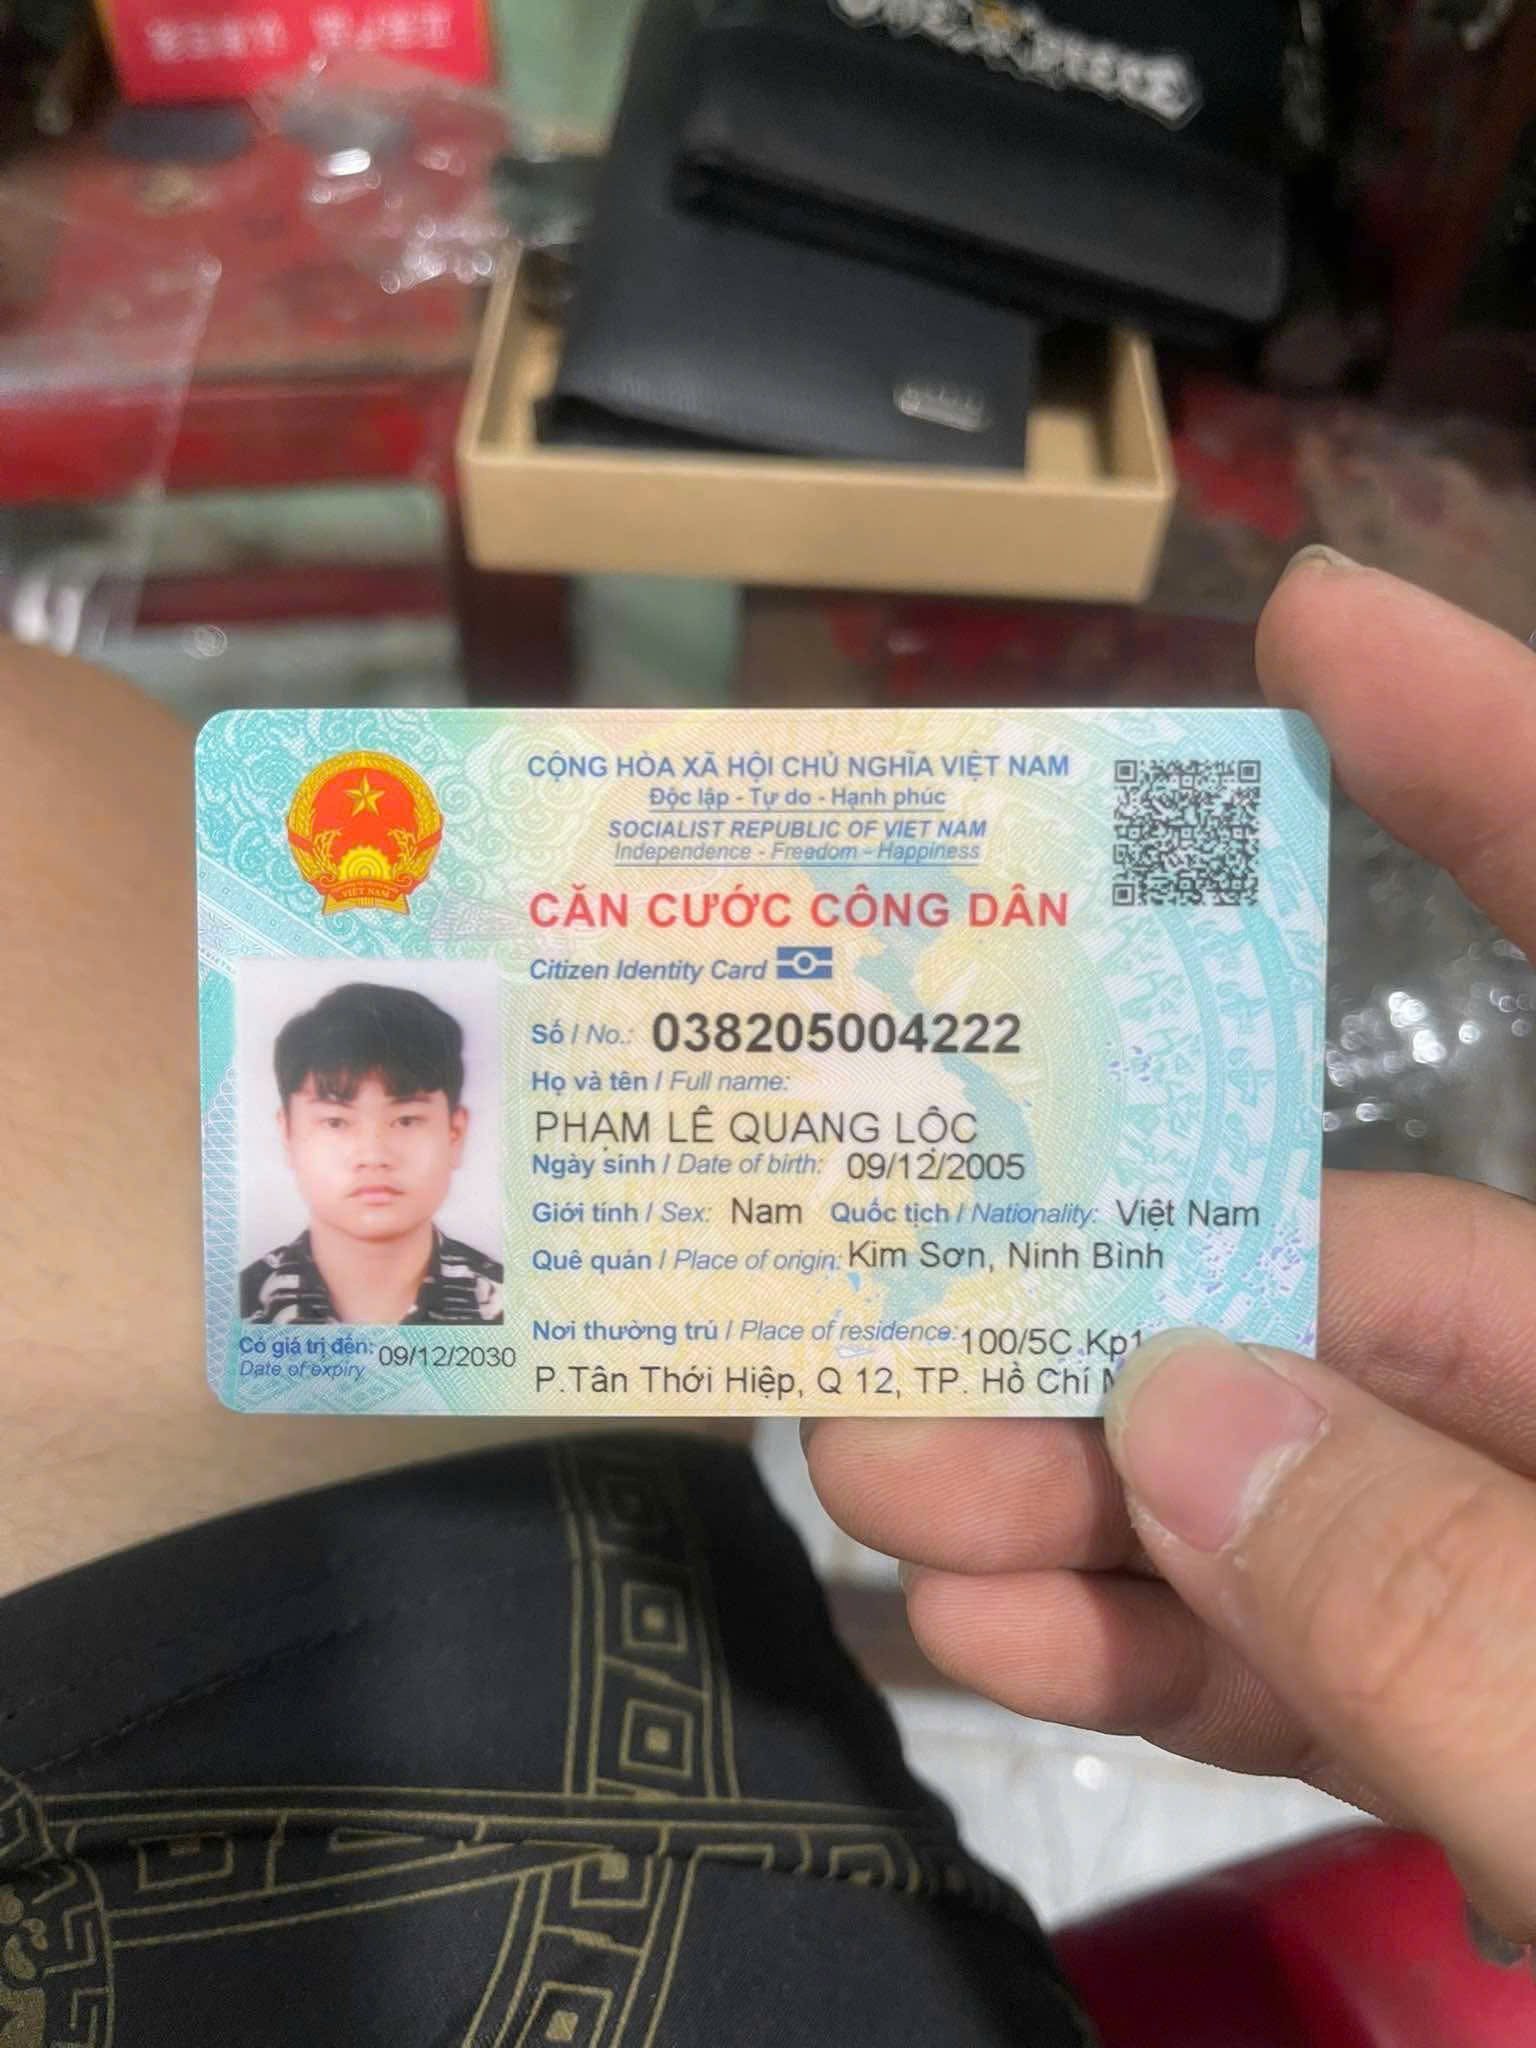 CỘNG HÒA XÃ HỘI CHỦ NGHĨA VIỆT NAM
Độc lập - Tự do - Hạnh phúc
SOCIALIST REPUBLIC OF VIET NAM
Independence - Freedom - Happiness
VIỆT NAM
CĂN CƯỚC CÔNG DÂN
Citizen Identity Card
Số / No.: 038205004222
Họ và tên / Full name:
PHẠM LÊ QUANG LỘC
Ngày sinh / Date of birth: 09/12/2005
Giới tính / Sex: Nam Quốc tịch / Nationality: Việt Nam
Quê quán / Place of origin: Kim Sơn, Ninh Bình
Nơi thường trú / Place of residence: 100/5C Kp1
P.Tân Thới Hiệp, Q 12, TP. Hồ Chí
Có giá trị đến: 09/12/2030
Date of expiry